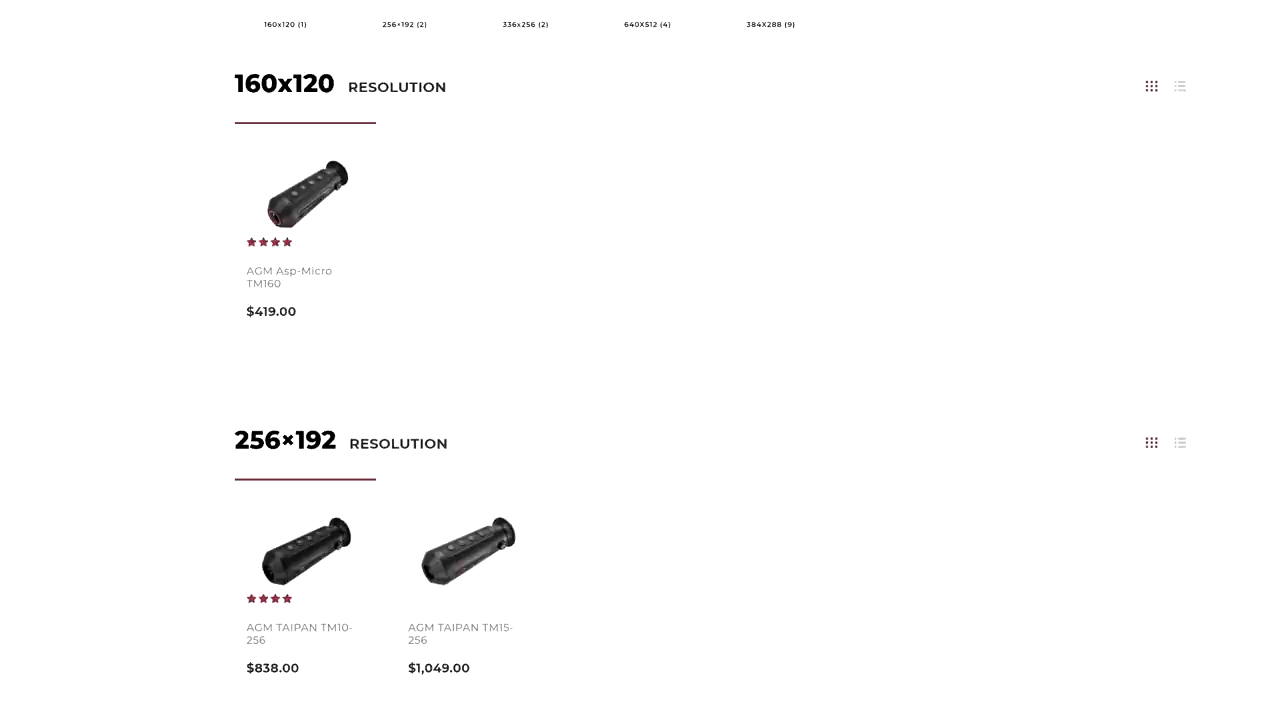 160x120 (1)
256×192 (2)
336x256 (2)
640X512 (4)
384X288 (9)
160x120 RESOLUTION
AGM Asp-Micro
TM160
$419.00
256×192 RESOLUTION
AGM TAIPAN TM10-
256
$838.00
AGM TAIPAN TM15-
256
$1,049.00